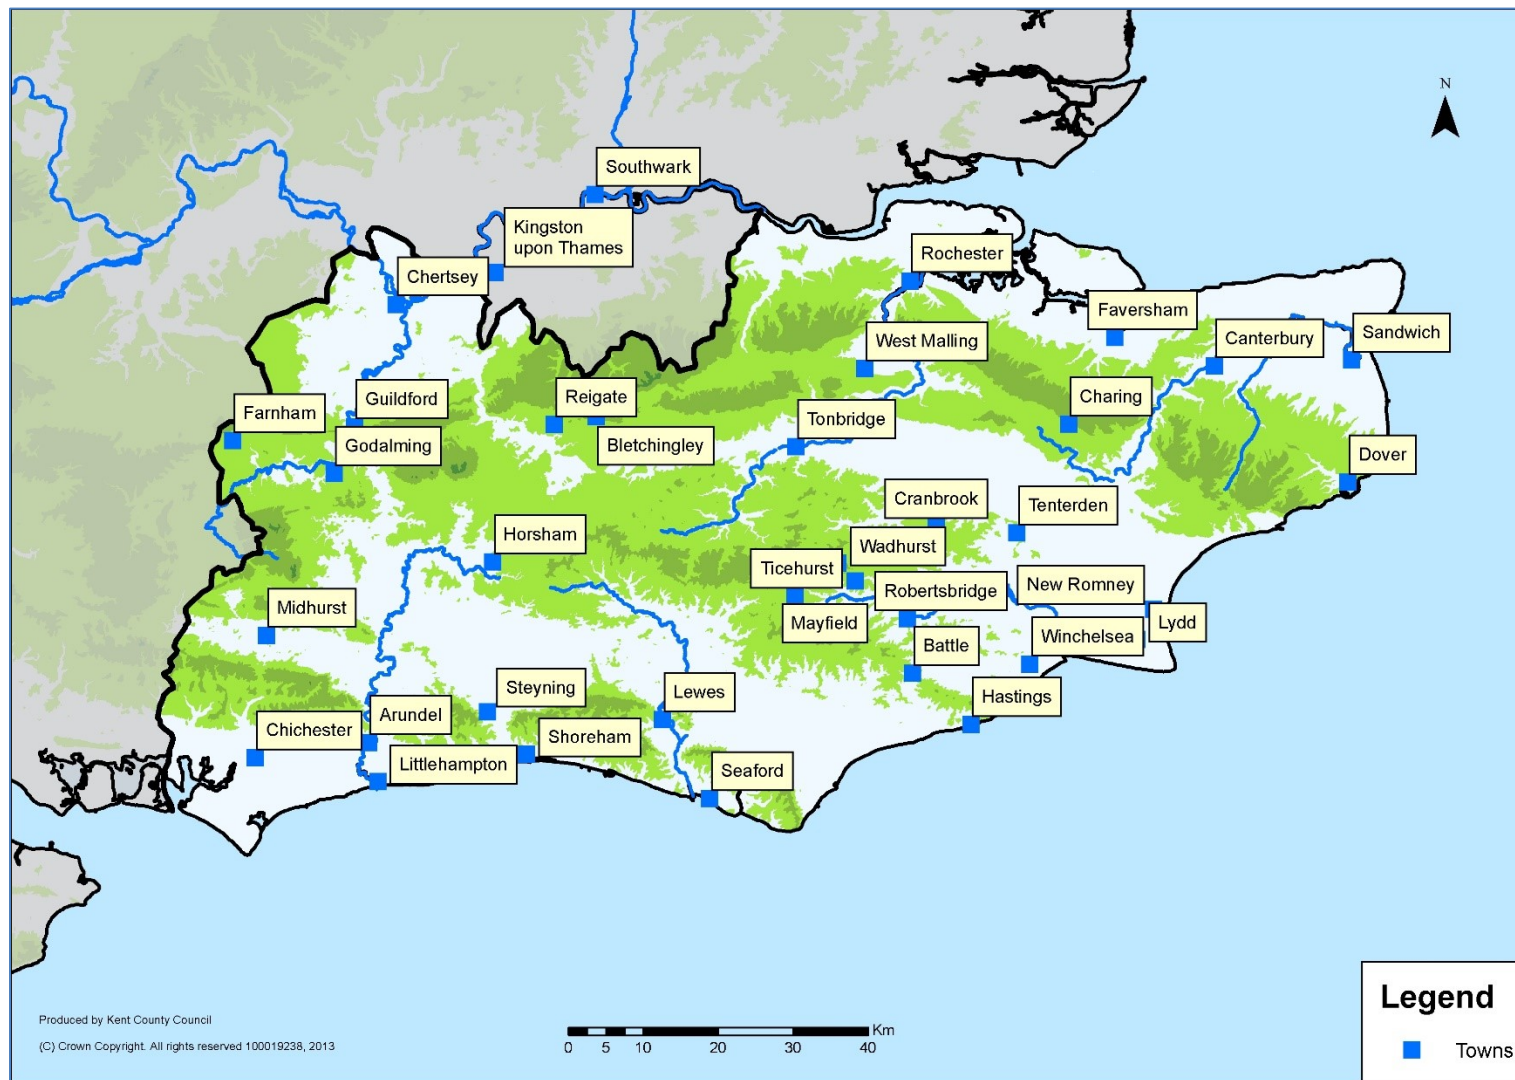 N
Southwark
Kingston
upon Thames
Rochester
Chertsey
Faversham
Canterbury
Sandwich
West Malling
Guildford
Reigate
Charing
Farnham
Tonbridge
Godalming
Bletchingley
Dover
Cranbrook
Tenterden
Horsham
Wadhurst
Ticehurst
New Romney
Robertsbridge
Midhurst
Mayfield
Lydd
Winchelsea
Battle
Steyning
Lewes
Hastings
Arundel
Chichester
Shoreham
Littlehampton
Seaford
Legend
Towns
Produced by Kent County Council
(C) Crown Copyright. All rights reserved 100019238, 2013
Km
0 5 10 20 30 40